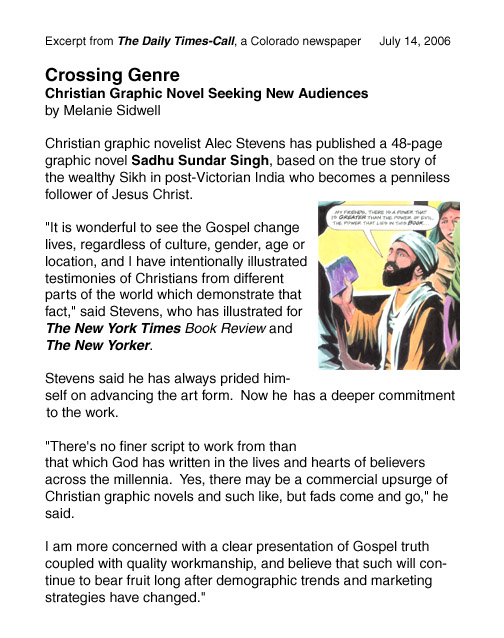 Excerpt from The Daily Times-Call, a Colorado newspaper July 14, 2006
Crossing Genre
Christian Graphic Novel Seeking New Audiences
by Melanie Sidwell
Christian graphic novelist Alec Stevens has published a 48-page
graphic novel Sadhu Sundar Singh, based on the true story of
the wealthy Sikh in post-Victorian India who becomes a penniless
follower of Jesus Christ.
"It is wonderful to see the Gospel change
lives, regardless of culture, gender, age or
location, and I have intentionally illustrated
testimonies of Christians from different
parts of the world which demonstrate that
fact," said Stevens, who has illustrated for
The New York Times Book Review and
The New Yorker.
MY FRIENDS, THERE IS A POWER THAT
IS GREATER THAN THE POWER OF EVIL,
THE POWER THAT LIES IN THIS BOOK...
Stevens said he has always prided him-
self on advancing the art form. Now he has a deeper commitment
to the work.
"There's no finer script to work from than
that which God has written in the lives and hearts of believers
across the millennia. Yes, there may be a commercial upsurge of
Christian graphic novels and such like, but fads come and go," he
said.
I am more concerned with a clear presentation of Gospel truth
coupled with quality workmanship, and believe that such will con-
tinue to bear fruit long after demographic trends and marketing
strategies have changed."